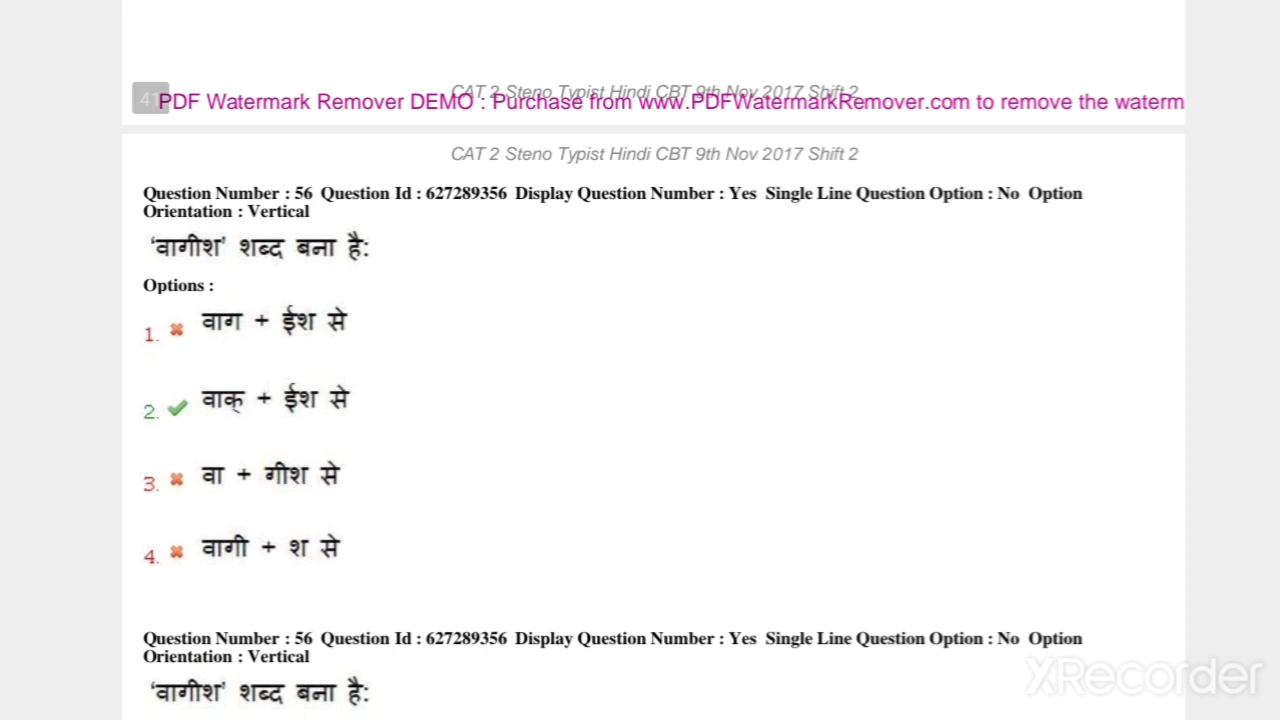 CAT 2 Steno Typist Hindi CBT 9th Nov 2017 Shift 2
41
PDF Watermark Remover DEMO : Purchase from www.PDFWatermarkRemover.com to remove the waterm
CAT 2 Steno Typist Hindi CBT 9th Nov 2017 Shift 2
Question Number : 56 Question Id : 627289356 Display Question Number : Yes Single Line Question Option : No Option
Orientation : Vertical
'वागीश' शब्द बना है:
Options :
1. वाग + ईश से
2. वाक् + ईश से
3. वा + गीश से
4. वागी + श से
Question Number : 56 Question Id : 627289356 Display Question Number : Yes Single Line Question Option : No Option
Orientation : Vertical
XRecorder
'वागीश' शब्द बना है: